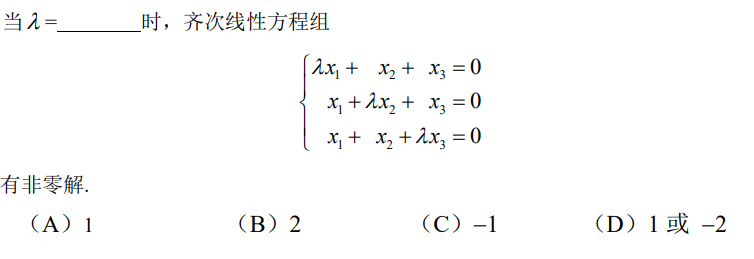 当λ=________时，齐次线性方程组
λx₁ + x₂ + x₃ = 0
x₁ + λx₂ + x₃ = 0
x₁ + x₂ + λx₃ = 0
有非零解.
（A）1 （B）2 （C）–1 （D）1 或 –2